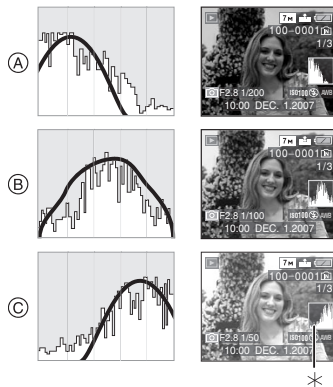 A
7M
100-0001
1/3
F2.8 1/200
ISO100
AWB
10:00 DEC. 1.2007
B
7M
100-0001
1/3
F2.8 1/100
ISO100
AWB
10:00 DEC. 1.2007
C
7M
100-0001
1/3
F2.8 1/50
ISO100
AWB
10:00 DEC. 1.2007